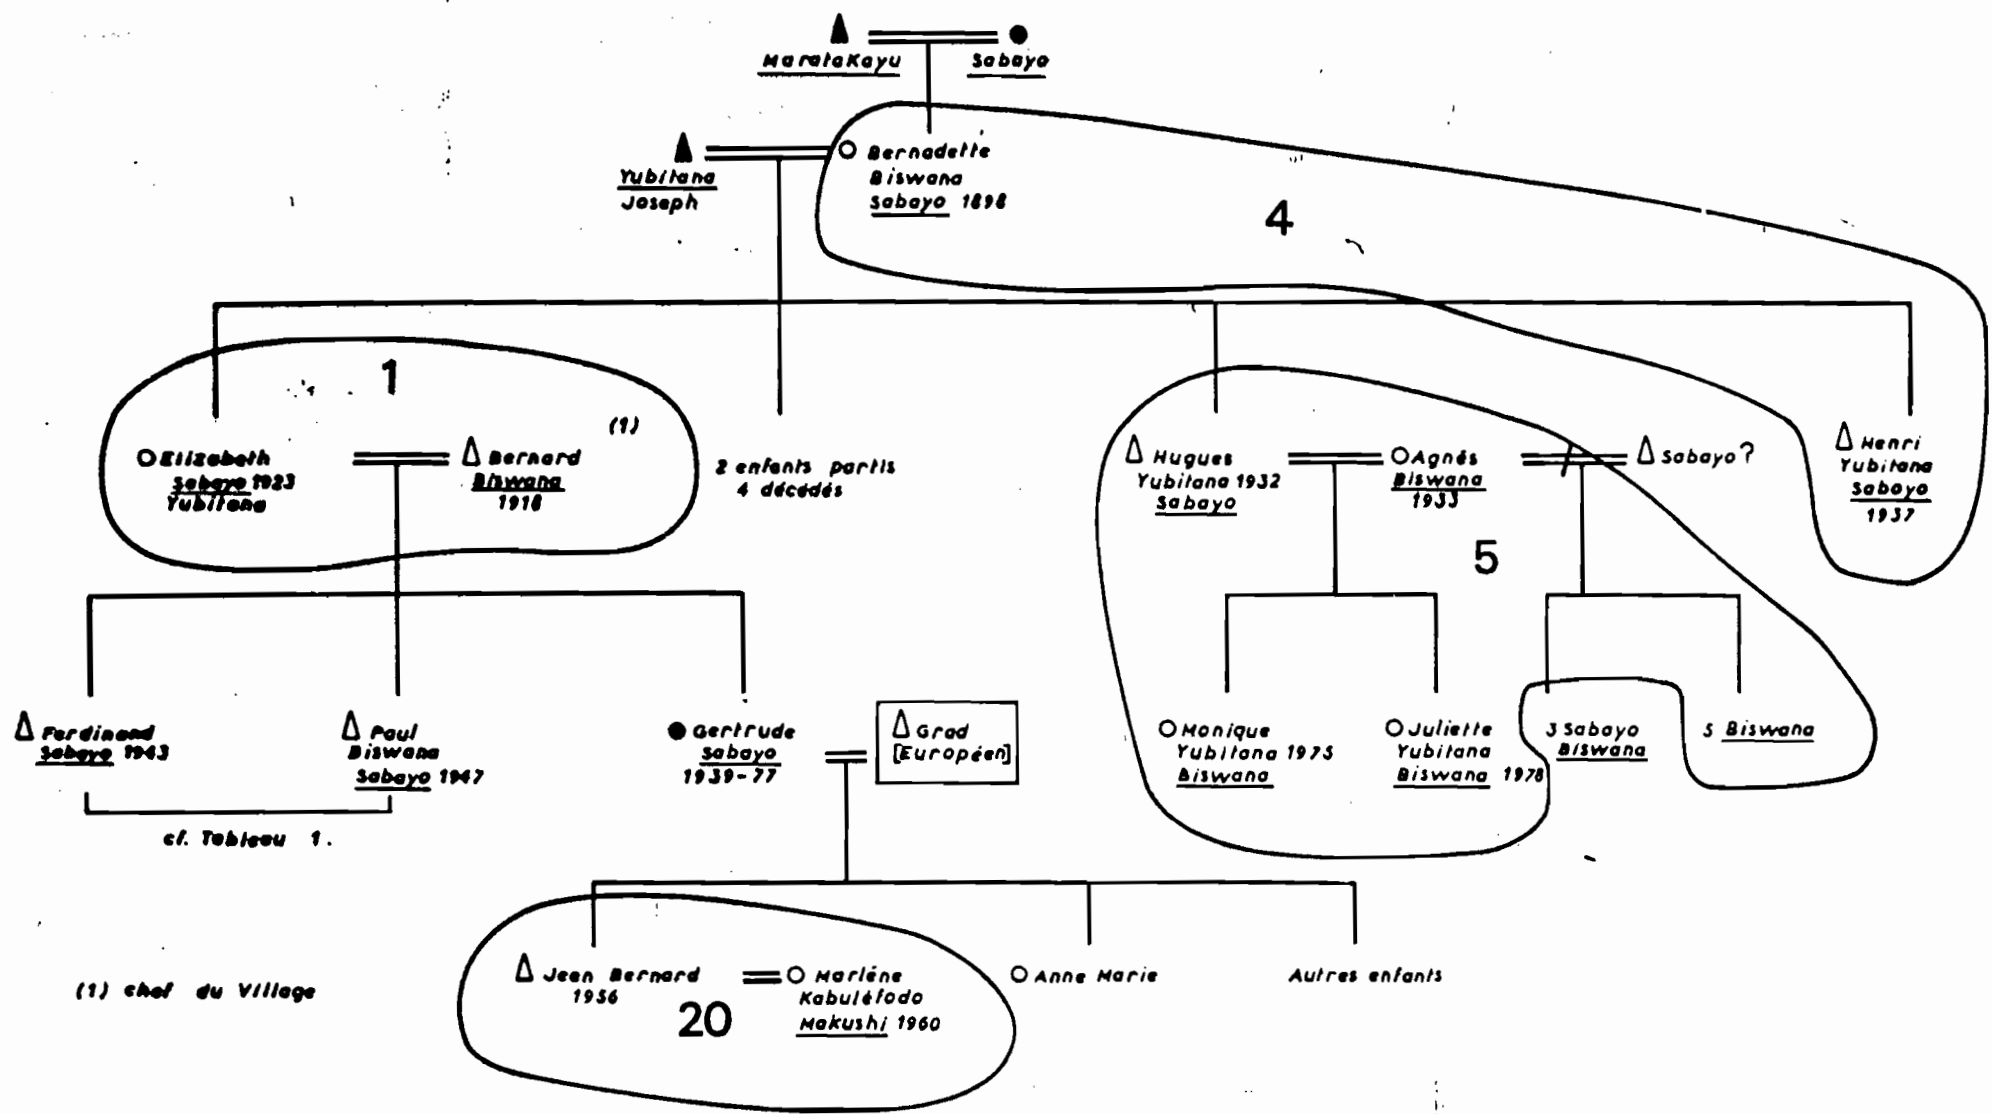 MarataKayu
Sabayo
Yubitana
Joseph
Bernadette
Biswana
Sabayo 1898
4
1
(1)
Elizabeth
Sabayo 1923
Yubitana
Bernard
Biswana
1918
2 enfants partis
4 décédés
Hugues
Yubitana 1932
Sabayo
Agnés
Biswana
1933
Sabayo?
Henri
Yubitana
Sabayo
1937
5
Ferdinand
Sabayo 1943
Paul
Biswana
Sabayo 1947
Gertrude
Sabayo
1939-77
Grad
[Européen]
Monique
Yubitana 1975
Biswana
Juliette
Yubitana
Biswana 1978
3 Sabayo
Biswana
5 Biswana
cf. Tableau 1.
Jean Bernard
1956
Marléne
Kabuléfodo
Makushi 1960
20
Anne Marie
Autres enfants
(1) chef du Village